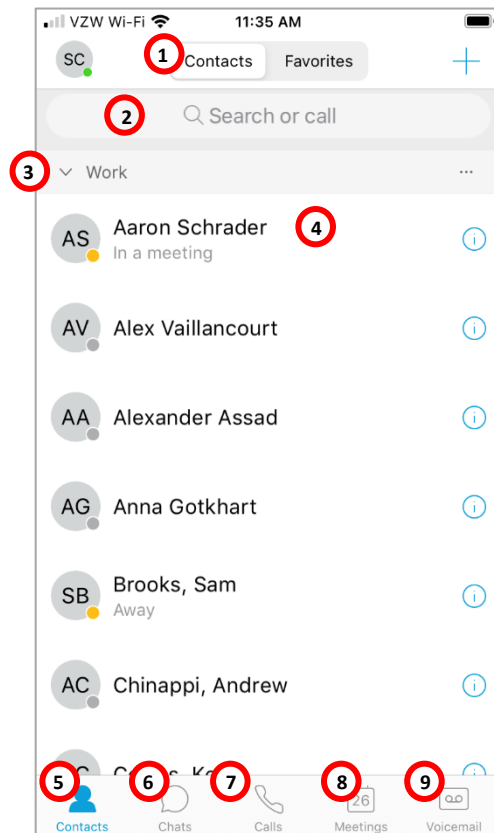 VZW Wi-Fi 11:35 AM
SC 1 Contacts Favorites
2 Search or call
3 Work ...
AS Aaron Schrader 4
In a meeting
AV Alex Vaillancourt
AA Alexander Assad
AG Anna Gotkhart
SB Brooks, Sam
Away
AC Chinappi, Andrew
5 6 7 8 26 9
Contacts Chats Calls Meetings Voicemail